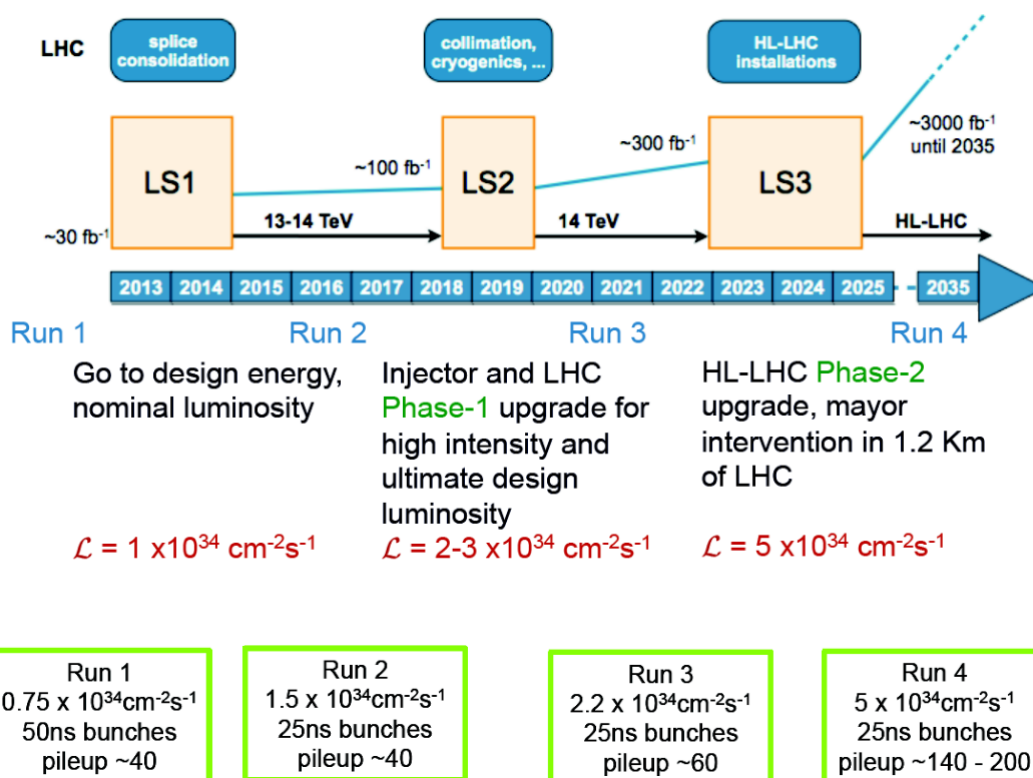 LHC
splice
consolidation
collimation,
cryogenics, ...
HL-LHC
installations
LS1
LS2
LS3
~30 fb⁻¹
~100 fb⁻¹
~300 fb⁻¹
~3000 fb⁻¹
until 2035
13-14 TeV
14 TeV
HL-LHC
2013 2014 2015 2016 2017 2018 2019 2020 2021 2022 2023 2024 2025 2035
Run 1 Run 2 Run 3 Run 4
Go to design energy,
nominal luminosity
ℒ = 1 x10³⁴ cm⁻²s⁻¹
Injector and LHC
Phase-1 upgrade for
high intensity and
ultimate design
luminosity
ℒ = 2-3 x10³⁴ cm⁻²s⁻¹
HL-LHC Phase-2
upgrade, mayor
intervention in 1.2 Km
of LHC
ℒ = 5 x10³⁴ cm⁻²s⁻¹
Run 1
0.75 x 10³⁴cm⁻²s⁻¹
50ns bunches
pileup ~40
Run 2
1.5 x 10³⁴cm⁻²s⁻¹
25ns bunches
pileup ~40
Run 3
2.2 x 10³⁴cm⁻²s⁻¹
25ns bunches
pileup ~60
Run 4
5 x 10³⁴cm⁻²s⁻¹
25ns bunches
pileup ~140 - 200